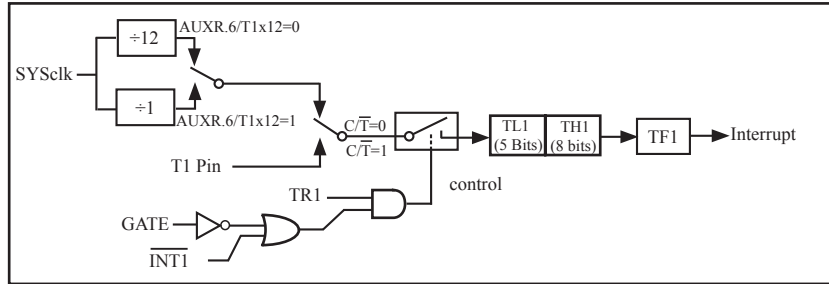 ÷12
AUXR.6/T1x12=0
SYSclk
÷1
AUXR.6/T1x12=1
C/T̅=0
C/T̅=1
T1 Pin
TL1
(5 Bits)
TH1
(8 bits)
TF1
Interrupt
control
TR1
GATE
I̅N̅T̅1̅